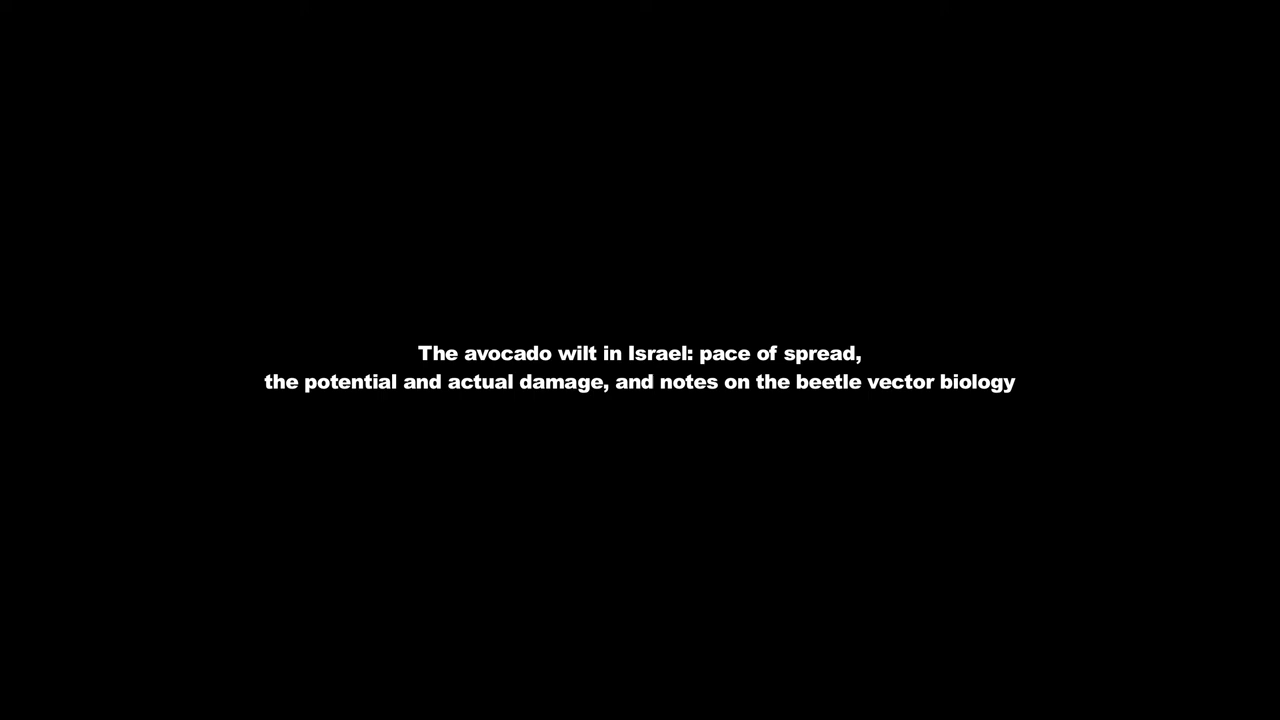 The avocado wilt in Israel: pace of spread,
the potential and actual damage, and notes on the beetle vector biology